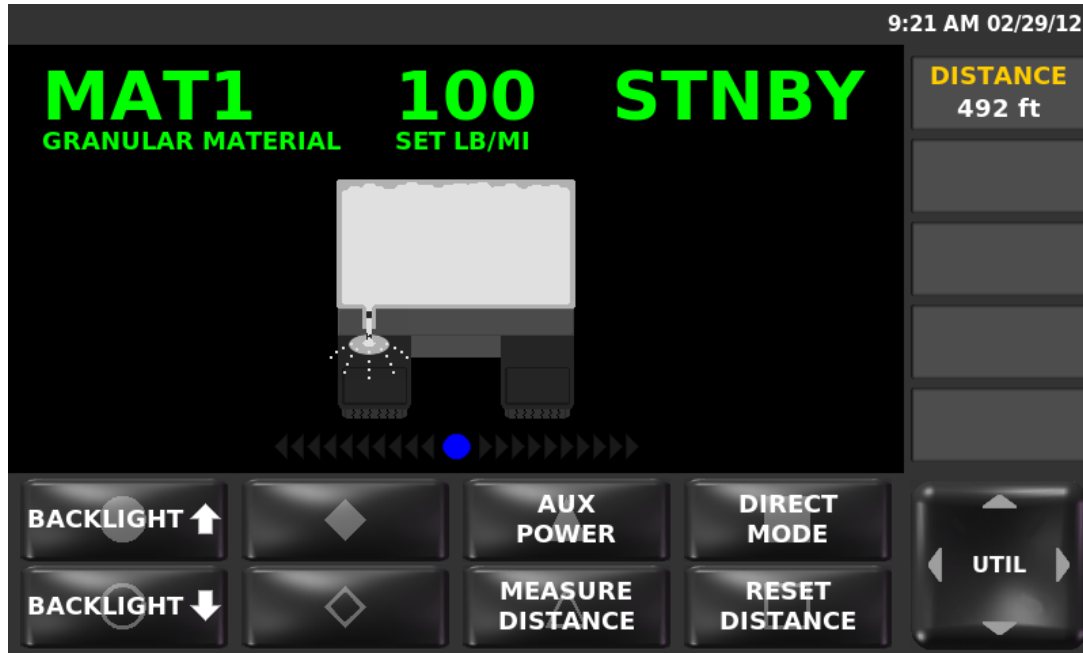 9:21 AM 02/29/12
MAT1 100 STNBY
GRANULAR MATERIAL SET LB/MI
DISTANCE
492 ft
BACKLIGHT
AUX
POWER
DIRECT
MODE
UTIL
BACKLIGHT
MEASURE
DISTANCE
RESET
DISTANCE